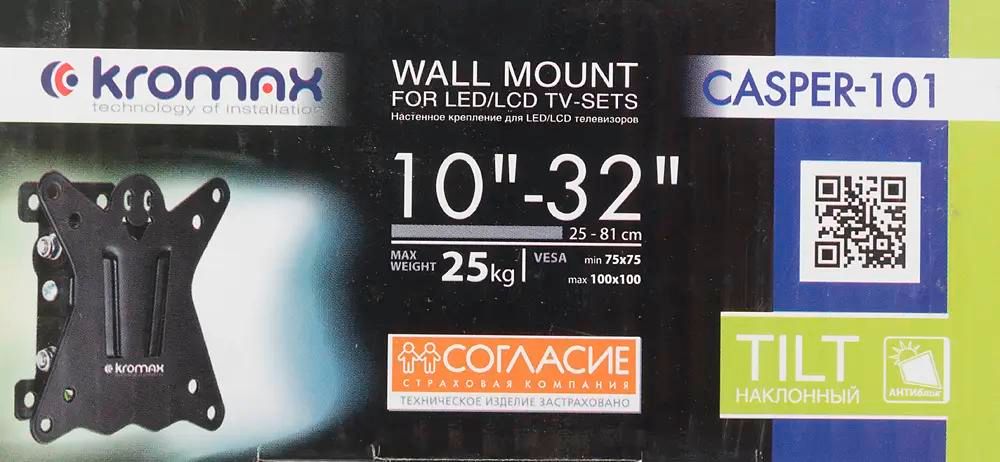 kromax
technology of installation
WALL MOUNT
FOR LED/LCD TV-SETS
Настенное крепление для LED/LCD телевизоров
CASPER-101
10"-32"
25 - 81 cm
MAX WEIGHT 25kg
VESA min 75x75
max 100x100
kromax
СОГЛАСИЕ
СТРАХОВАЯ КОМПАНИЯ
ТЕХНИЧЕСКОЕ ИЗДЕЛИЕ ЗАСТРАХОВАНО
TILT
НАКЛОННЫЙ
АНТИблик